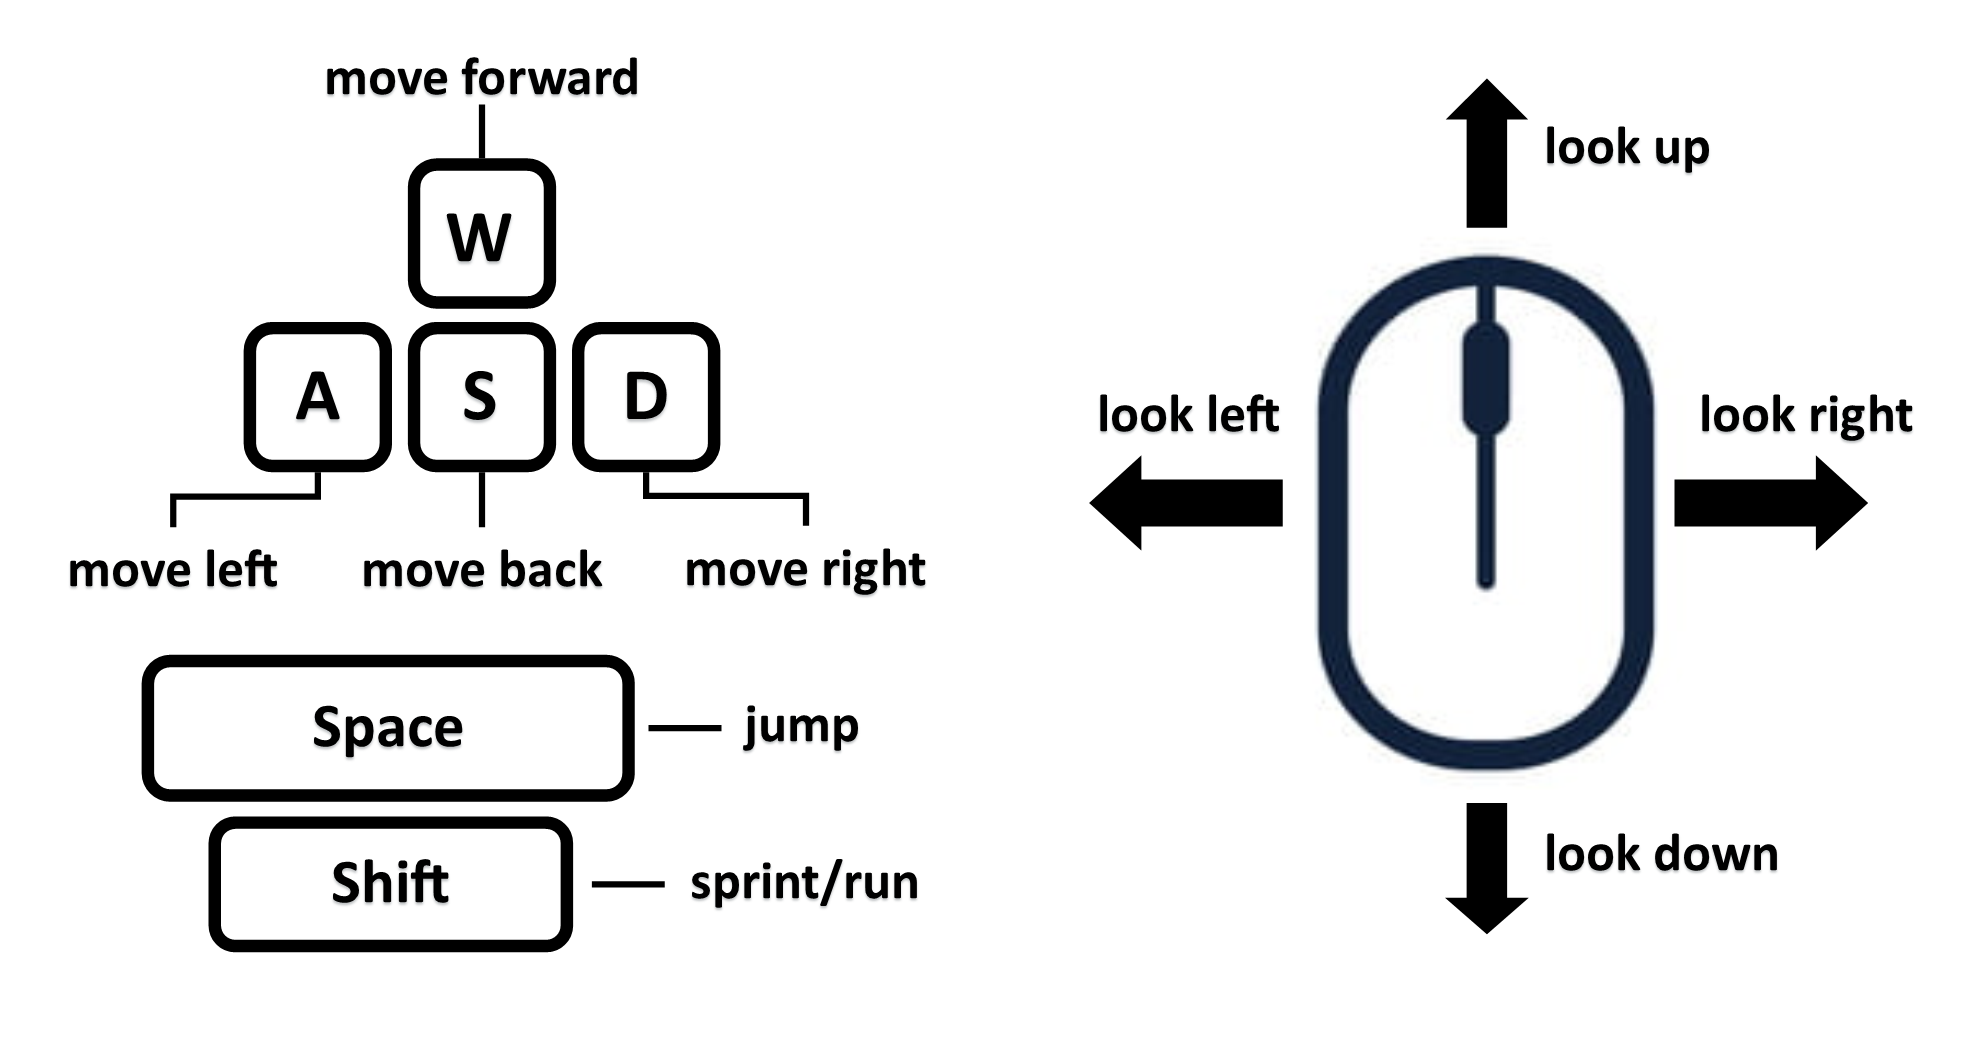 move forward
W
A S D
move left move back move right
Space jump
Shift sprint/run
look up
look left look right
look down